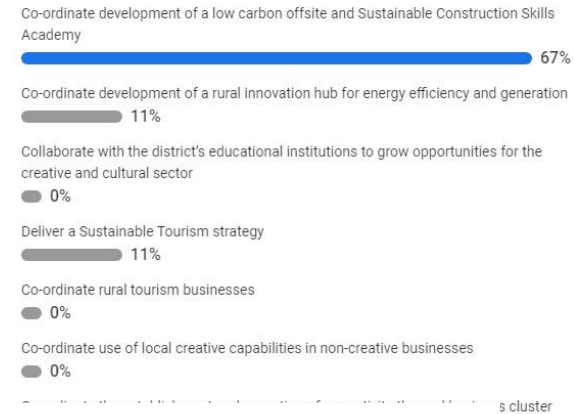 Co-ordinate development of a low carbon offsite and Sustainable Construction Skills
Academy
67%
Co-ordinate development of a rural innovation hub for energy efficiency and generation
11%
Collaborate with the district's educational institutions to grow opportunities for the
creative and cultural sector
0%
Deliver a Sustainable Tourism strategy
11%
Co-ordinate rural tourism businesses
0%
Co-ordinate use of local creative capabilities in non-creative businesses
0%
cluster